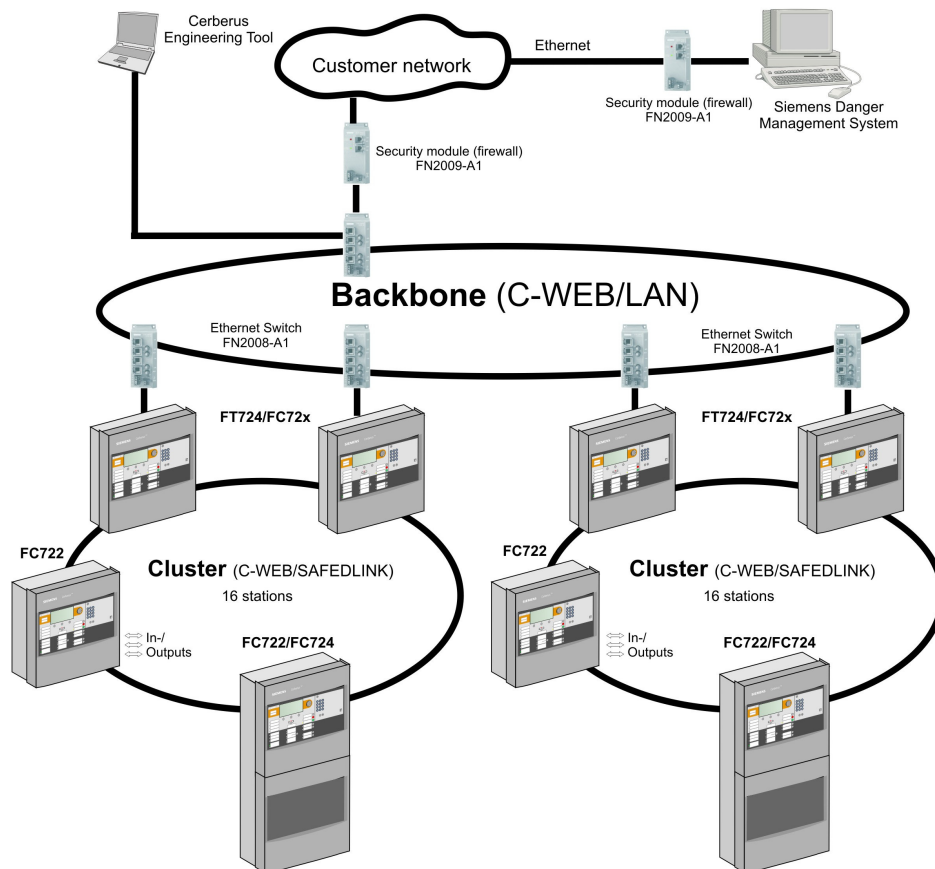 Cerberus
Engineering Tool
Customer network
Ethernet
Security module (firewall)
FN2009-A1
Siemens Danger
Management System
Security module (firewall)
FN2009-A1
Backbone (C-WEB/LAN)
Ethernet Switch
FN2008-A1
Ethernet Switch
FN2008-A1
FT724/FC72x
FT724/FC72x
FC722
Cluster (C-WEB/SAFEDLINK)
16 stations
In-/
Outputs
FC722/FC724
FC722
Cluster (C-WEB/SAFEDLINK)
16 stations
In-/
Outputs
FC722/FC724